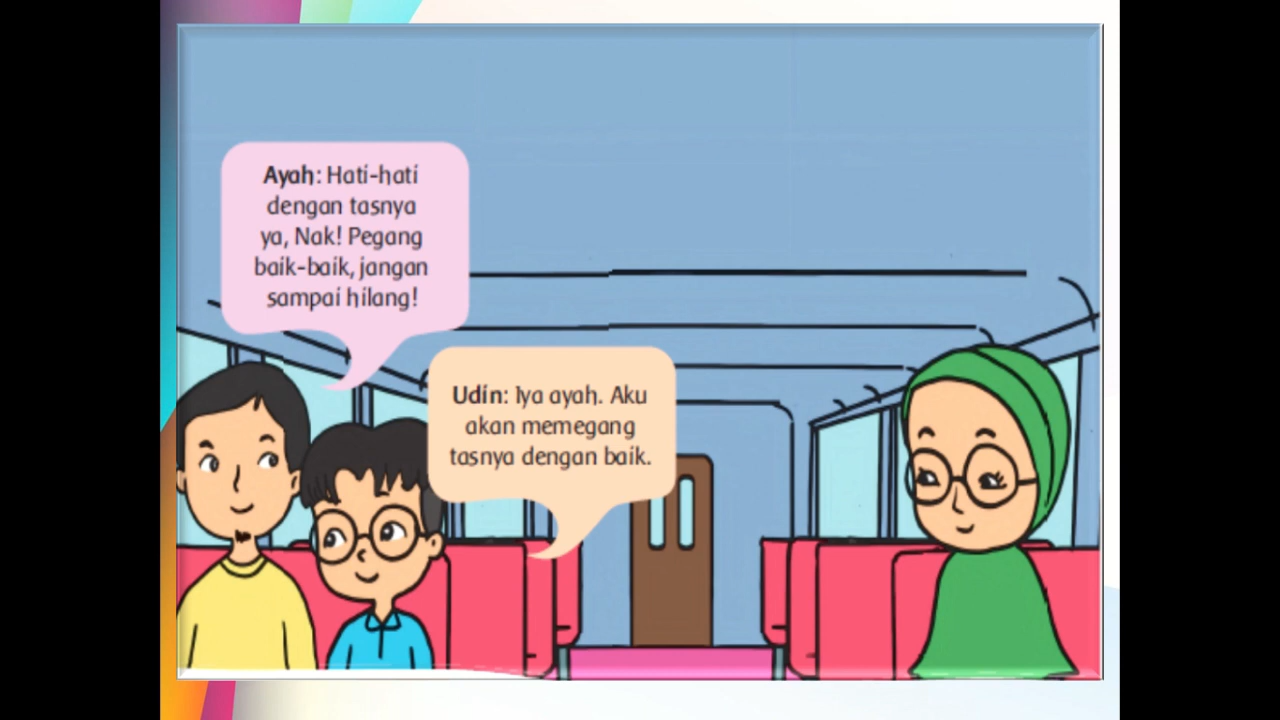 Ayah: Hati-hati
dengan tasnya
ya, Nak! Pegang
baik-baik, jangan
sampai hilang!
Udin: Iya ayah. Aku
akan memegang
tasnya dengan baik.